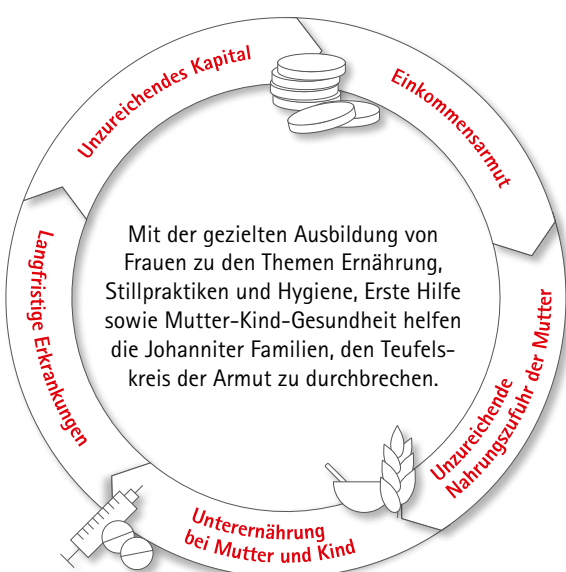 Unzureichendes Kapital
Einkommensarmut
Unzureichende
Nahrungszufuhr der Mutter
Unterernährung
bei Mutter und Kind
Langfristige Erkrankungen
Mit der gezielten Ausbildung von
Frauen zu den Themen Ernährung,
Stillpraktiken und Hygiene, Erste Hilfe
sowie Mutter-Kind-Gesundheit helfen
die Johanniter Familien, den Teufels-
kreis der Armut zu durchbrechen.